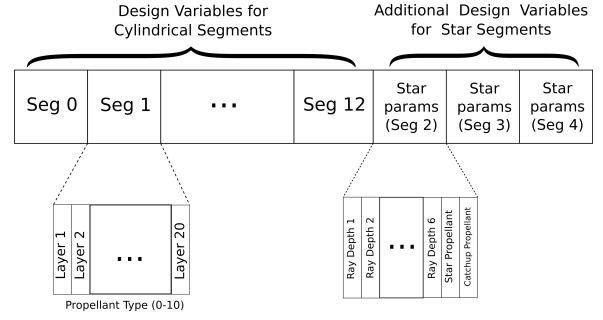 Design Variables for
Cylindrical Segments
Additional Design Variables
for Star Segments
Seg 0
Seg 1
...
Seg 12
Star
params
(Seg 2)
Star
params
(Seg 3)
Star
params
(Seg 4)
Layer 1
Layer 2
...
Layer 20
Propellant Type (0-10)
Ray Depth 1
Ray Depth 2
...
Ray Depth 6
Star Propellant
Catchup Propellant